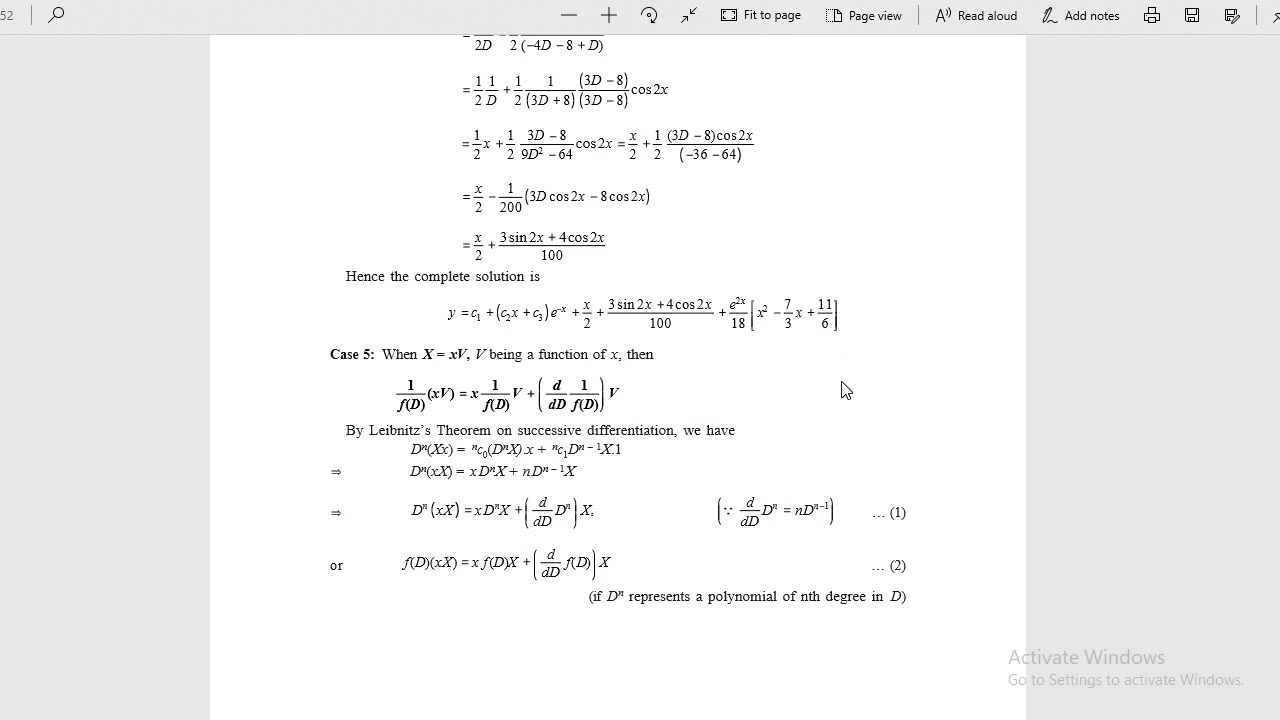 52 Fit to page Page view Read aloud Add notes
= 2D 2 (−4D − 8 + D)
= 1/2 1/D + 1/2 1/(3D + 8) (3D − 8)/(3D − 8) cos 2x
= 1/2 x + 1/2 (3D − 8)/(9D² − 64) cos 2x = x/2 + 1/2 (3D − 8)cos 2x/(−36 − 64)
= x/2 − 1/200 (3D cos 2x − 8 cos 2x)
= x/2 + (3 sin 2x + 4 cos 2x)/100
Hence the complete solution is
y = c₁ + (c₂x + c₃) e⁻ˣ + x/2 + (3 sin 2x + 4 cos 2x)/100 + e²ˣ/18 [x² − 7/3 x + 11/6]
Case 5: When X = xV, V being a function of x, then
1/f(D) (xV) = x 1/f(D) V + (d/dD 1/f(D)) V
By Leibnitz's Theorem on successive differentiation, we have
Dⁿ(Xx) = ⁿc₀(DⁿX).x + ⁿc₁Dⁿ⁻¹X.1
⇒ Dⁿ(xX) = xDⁿX + nDⁿ⁻¹X
⇒ Dⁿ(xX) = xDⁿX + (d/dD Dⁿ) X, (∵ d/dD Dⁿ = nDⁿ⁻¹) ... (1)
or f(D)(xX) = x f(D)X + (d/dD f(D)) X ... (2)
(if Dⁿ represents a polynomial of nth degree in D)
Activate Windows
Go to Settings to activate Windows.